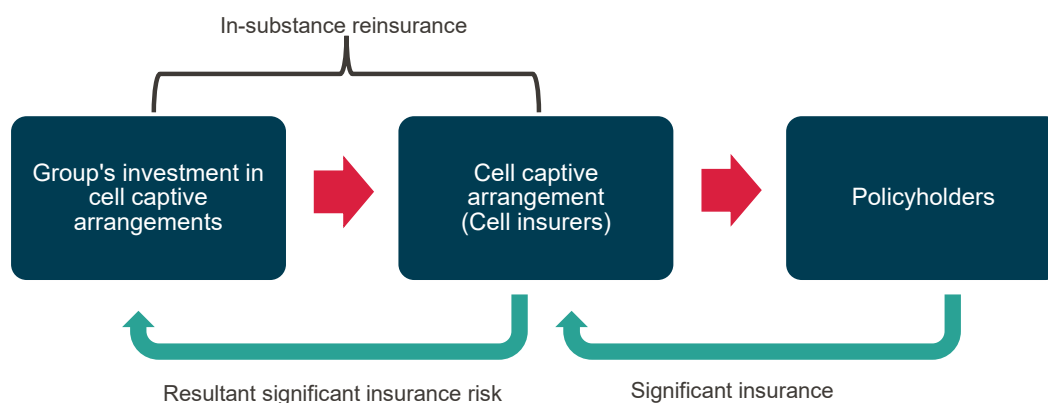 In-substance reinsurance
Group's investment in
cell captive
arrangements
Cell captive
arrangement
(Cell insurers)
Policyholders
Resultant significant insurance risk
Significant insurance